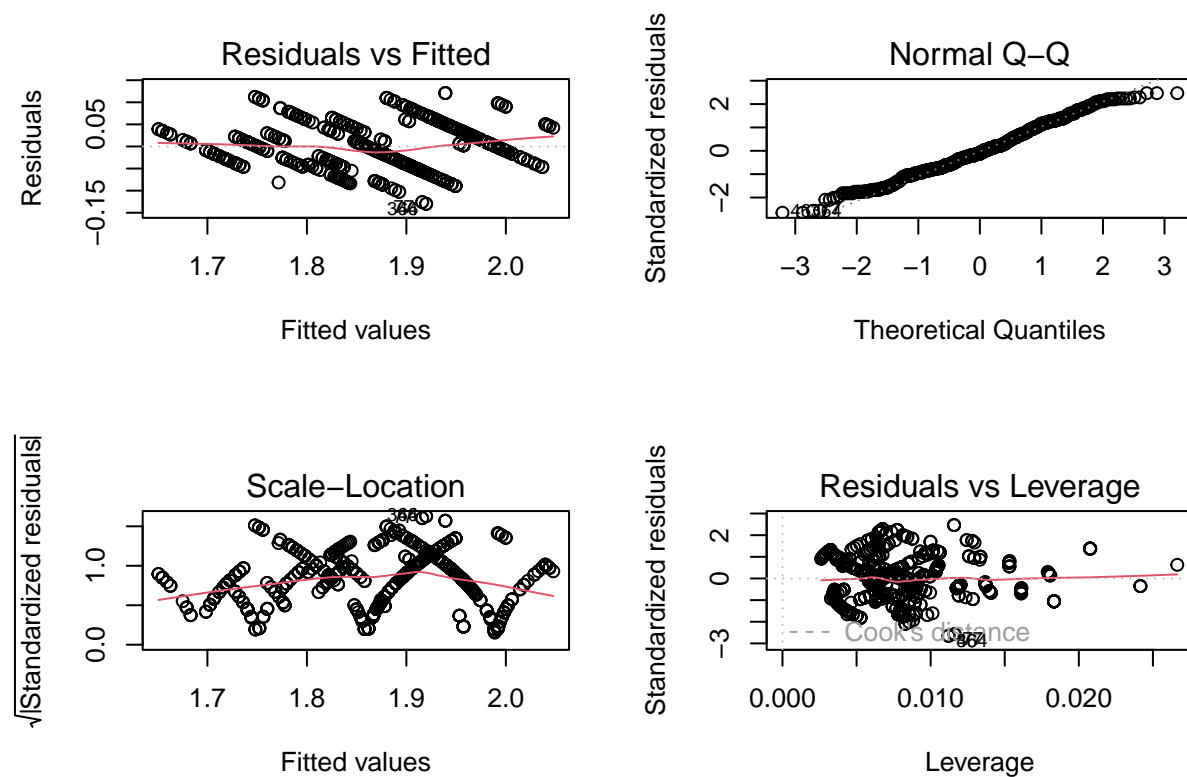 Residuals vs Fitted
Residuals
0.05
−0.15
1.7 1.8 1.9 2.0
Fitted values
Normal Q−Q
Standardized residuals
2
0
−2
−3 −2 −1 0 1 2 3
Theoretical Quantiles
Scale−Location
√|Standardized residuals|
1.0
0.0
1.7 1.8 1.9 2.0
Fitted values
Residuals vs Leverage
Standardized residuals
2
0
−3
Cook's distance
0.000 0.010 0.020
Leverage